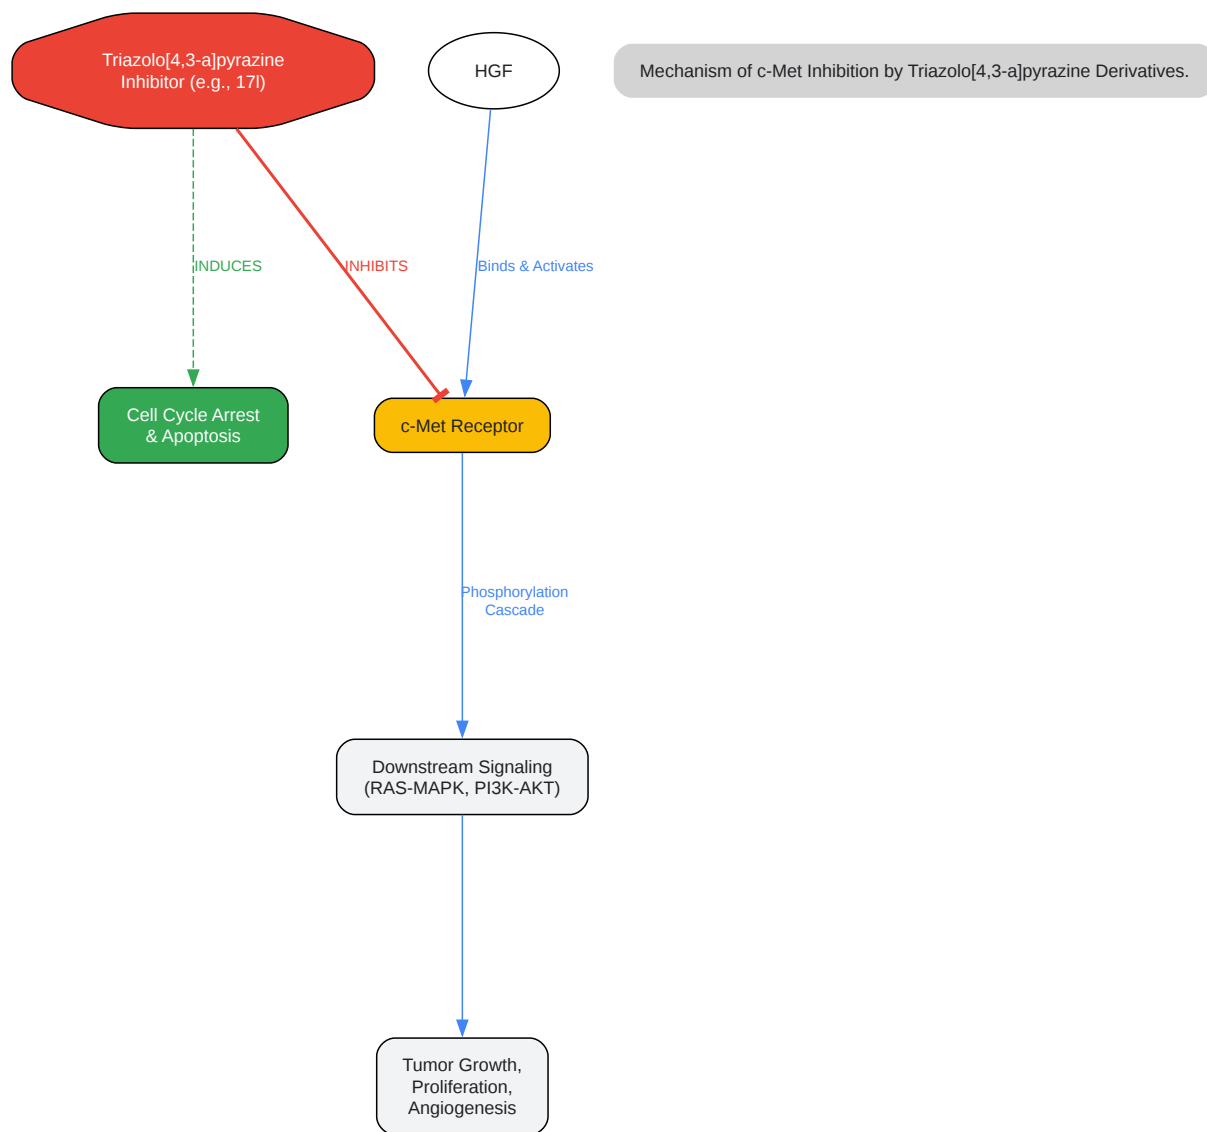 Triazolo[4,3-a]pyrazine
Inhibitor (e.g., 17l)
HGF
Mechanism of c-Met Inhibition by Triazolo[4,3-a]pyrazine Derivatives.
INDUCES
INHIBITS
Binds & Activates
Cell Cycle Arrest
& Apoptosis
c-Met Receptor
Phosphorylation
Cascade
Downstream Signaling
(RAS-MAPK, PI3K-AKT)
Tumor Growth,
Proliferation,
Angiogenesis